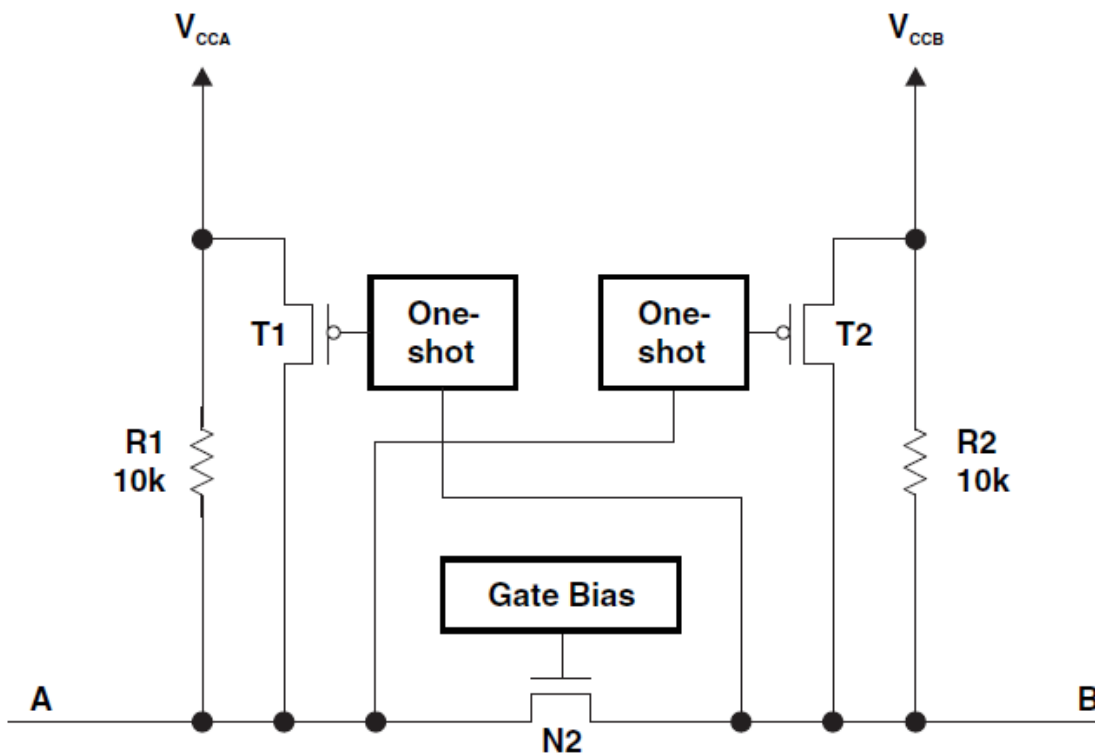 VCCA
VCCB
T1
One-
shot
One-
shot
T2
R1
10k
R2
10k
Gate Bias
A
B
N2